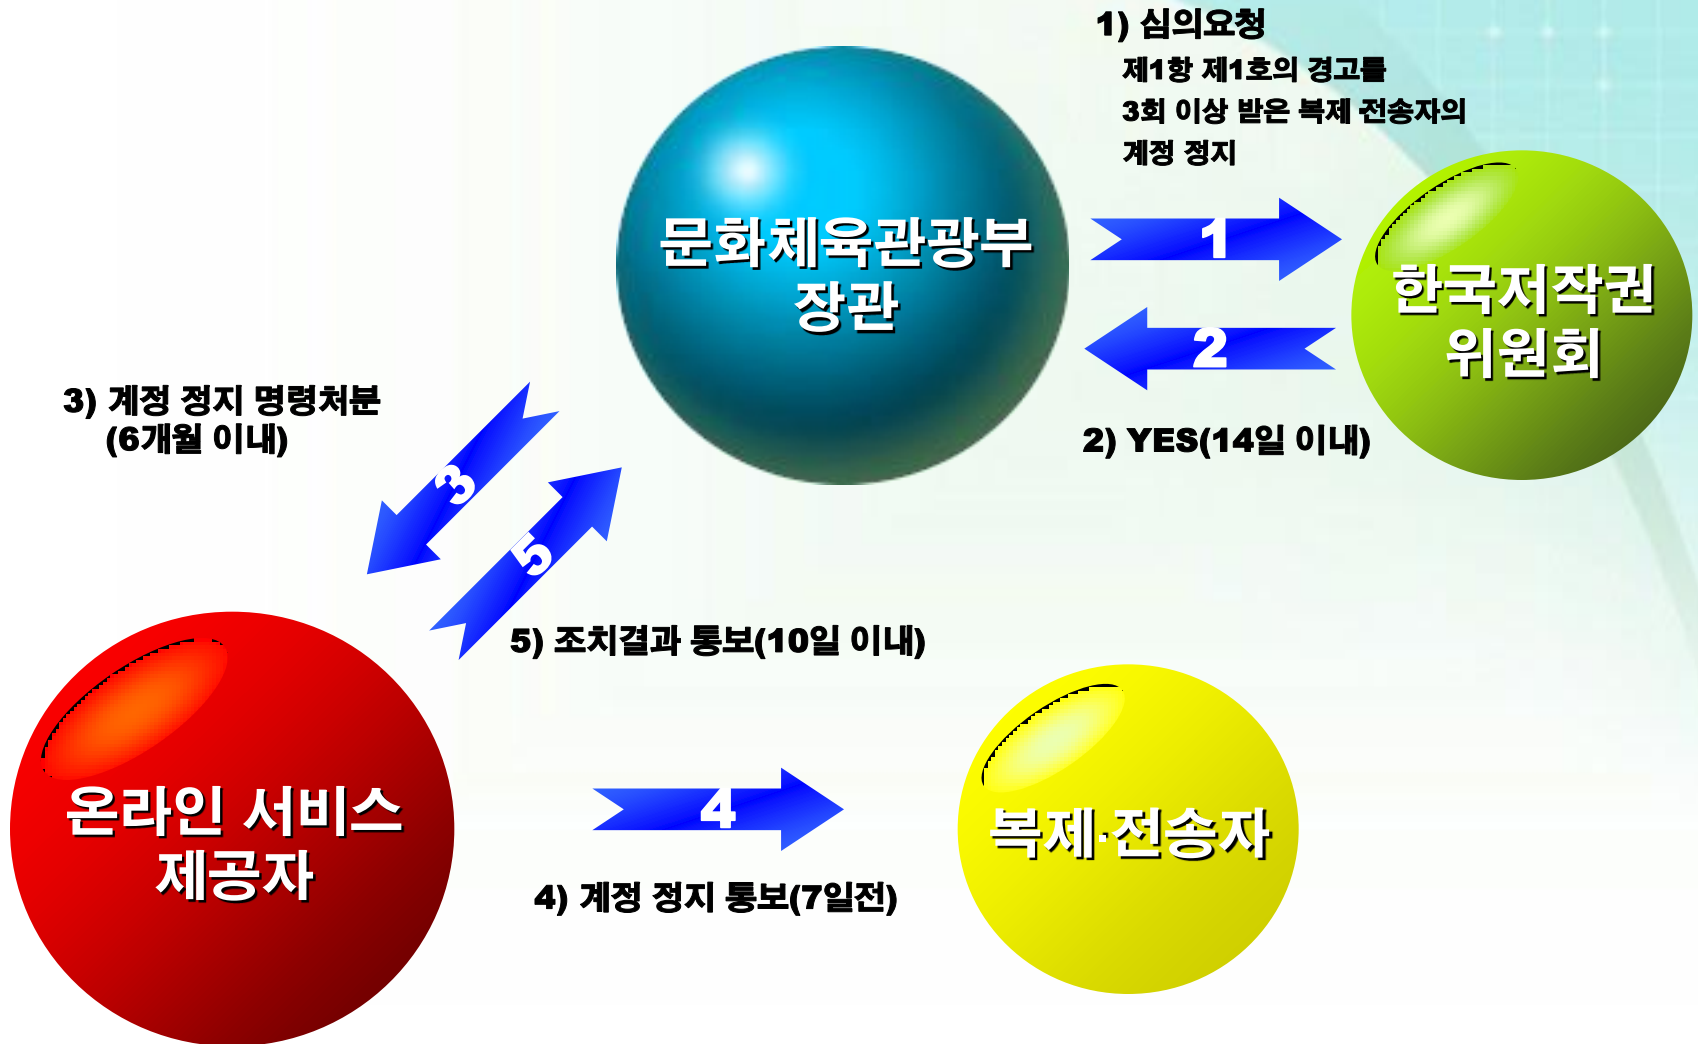 1) 심의요청
제1항 제1호의 경고를
3회 이상 받은 복제 전송자의
계정 정지
문화체육관광부
장관
1
한국저작권
위원회
2
2) YES(14일 이내)
3) 계정 정지 명령처분
(6개월 이내)
3
5
5) 조치결과 통보(10일 이내)
온라인 서비스
제공자
4
복제·전송자
4) 계정 정지 통보(7일전)